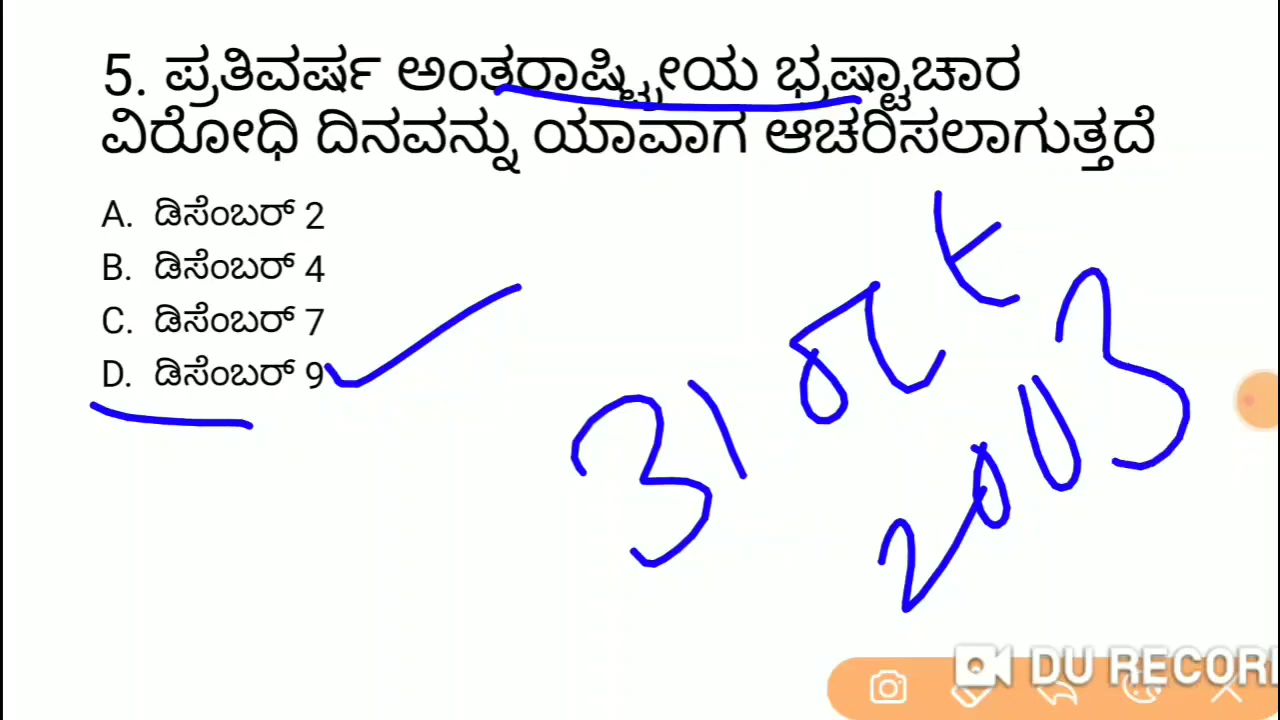 5. ಪ್ರತಿವರ್ಷ ಅಂತರಾಷ್ಟ್ರೀಯ ಭ್ರಷ್ಟಾಚಾರ
ವಿರೋಧಿ ದಿನವನ್ನು ಯಾವಾಗ ಆಚರಿಸಲಾಗುತ್ತದೆ
A. ಡಿಸೆಂಬರ್ 2
B. ಡಿಸೆಂಬರ್ 4
C. ಡಿಸೆಂಬರ್ 7
D. ಡಿಸೆಂಬರ್ 9
31 oct
2003
DU RECOR